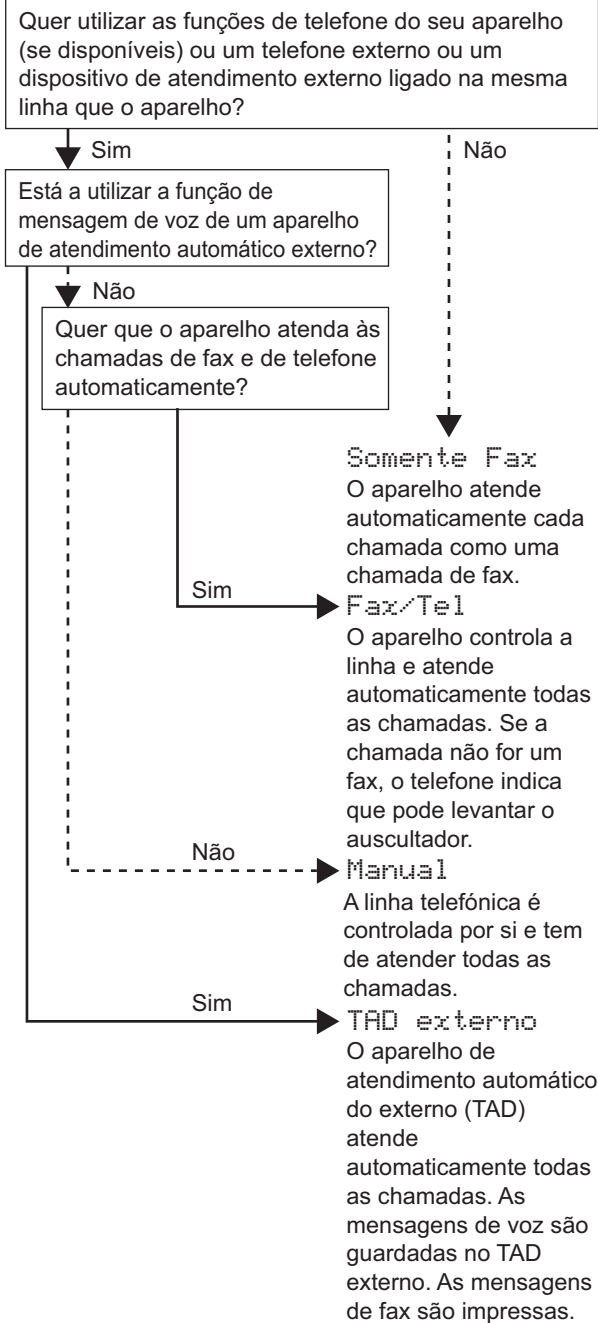 Quer utilizar as funções de telefone do seu aparelho
(se disponíveis) ou um telefone externo ou um
dispositivo de atendimento externo ligado na mesma
linha que o aparelho?
Sim
Não
Está a utilizar a função de
mensagem de voz de um aparelho
de atendimento automático externo?
Não
Quer que o aparelho atenda às
chamadas de fax e de telefone
automaticamente?
Somente Fax
O aparelho atende
automaticamente cada
chamada como uma
chamada de fax.
Sim
Fax/Tel
O aparelho controla a
linha e atende
automaticamente todas
as chamadas. Se a
chamada não for um
fax, o telefone indica
que pode levantar o
auscultador.
Não
Manual
A linha telefónica é
controlada por si e tem
de atender todas as
chamadas.
Sim
TAD externo
O aparelho de
atendimento automático
do externo (TAD)
atende
automaticamente todas
as chamadas. As
mensagens de voz são
guardadas no TAD
externo. As mensagens
de fax são impressas.